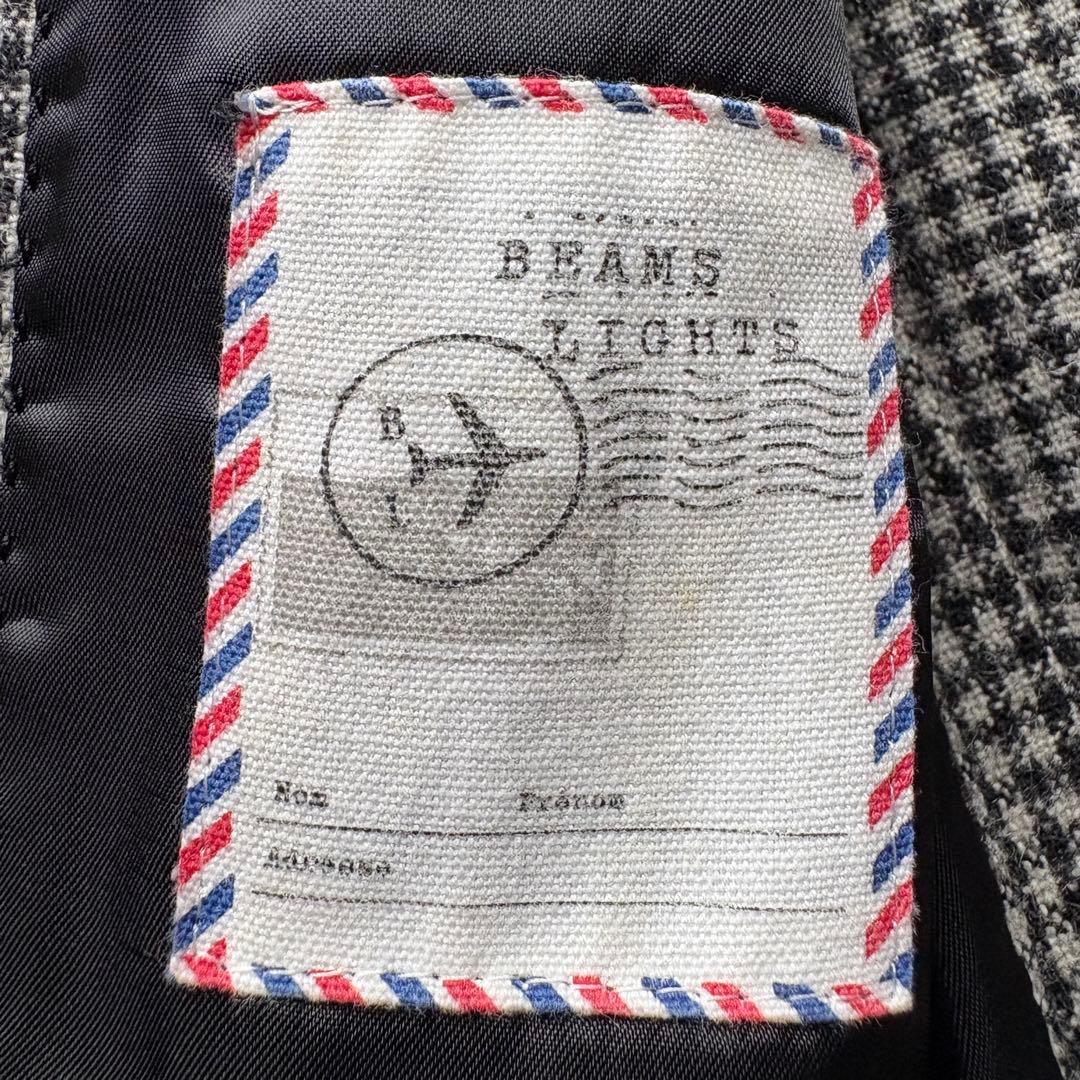 BEAMS
LIGHTS
B
L
Nom Prénom
Adresse